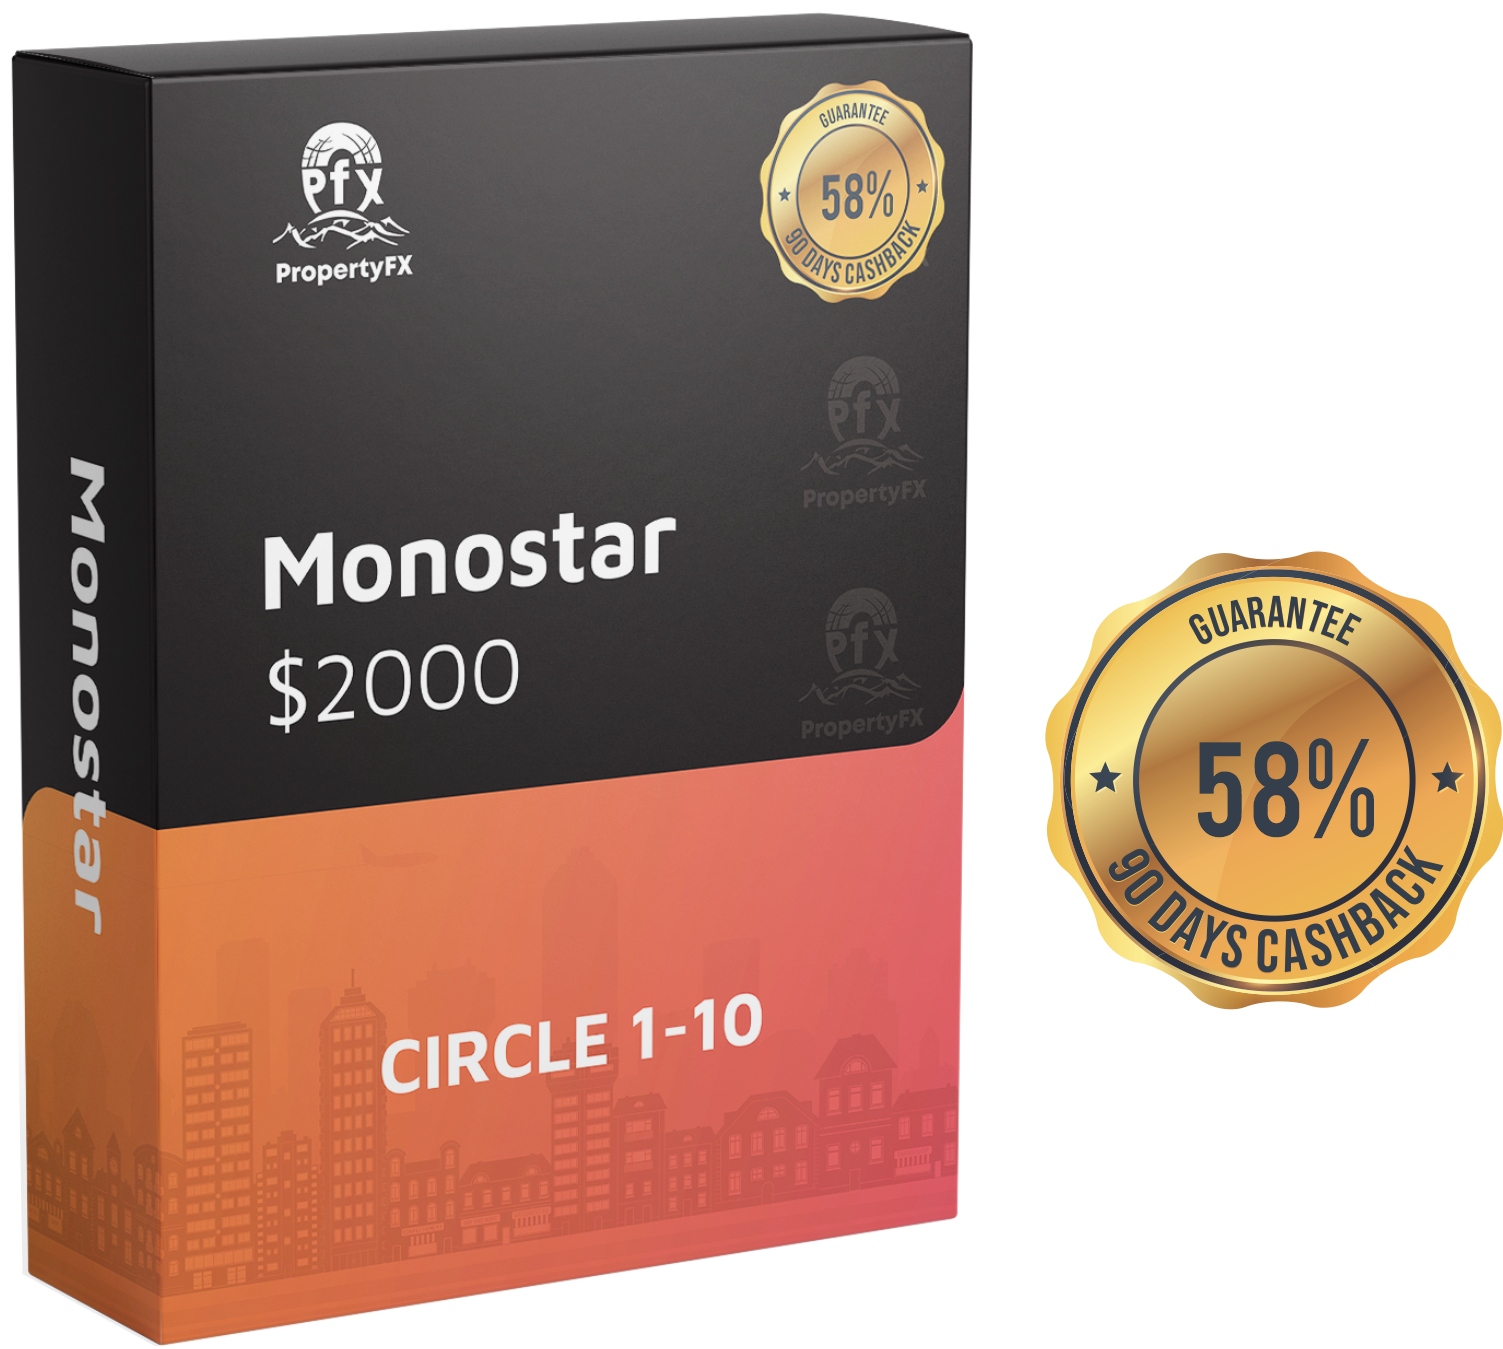 pfx
PropertyFX
GUARANTEE
58%
90 DAYS CASHBACK
pfx
PropertyFX
Monostar
$2000
pfx
PropertyFX
Monostar
CIRCLE 1-10
GUARANTEE
58%
90 DAYS CASHBACK